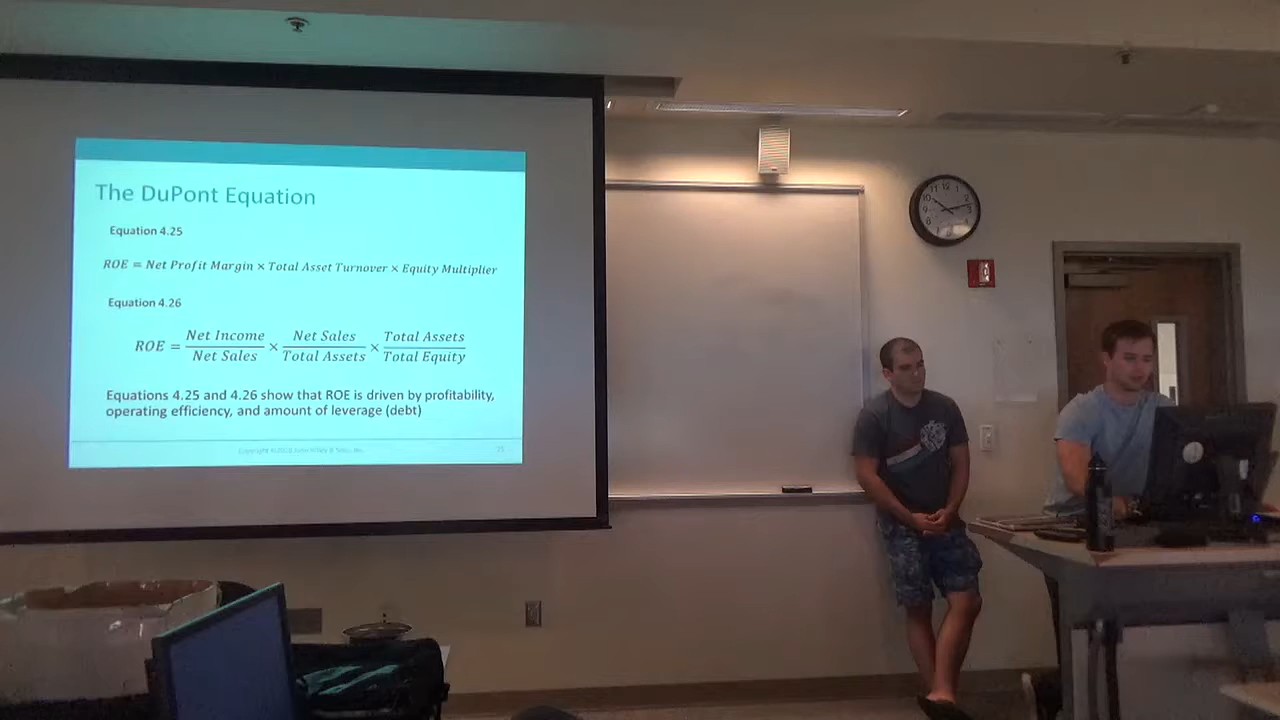 The DuPont Equation
Equation 4.25
ROE = Net Profit Margin × Total Asset Turnover × Equity Multiplier
Equation 4.26
ROE = Net Income / Net Sales × Net Sales / Total Assets × Total Assets / Total Equity
Equations 4.25 and 4.26 show that ROE is driven by profitability,
operating efficiency, and amount of leverage (debt)